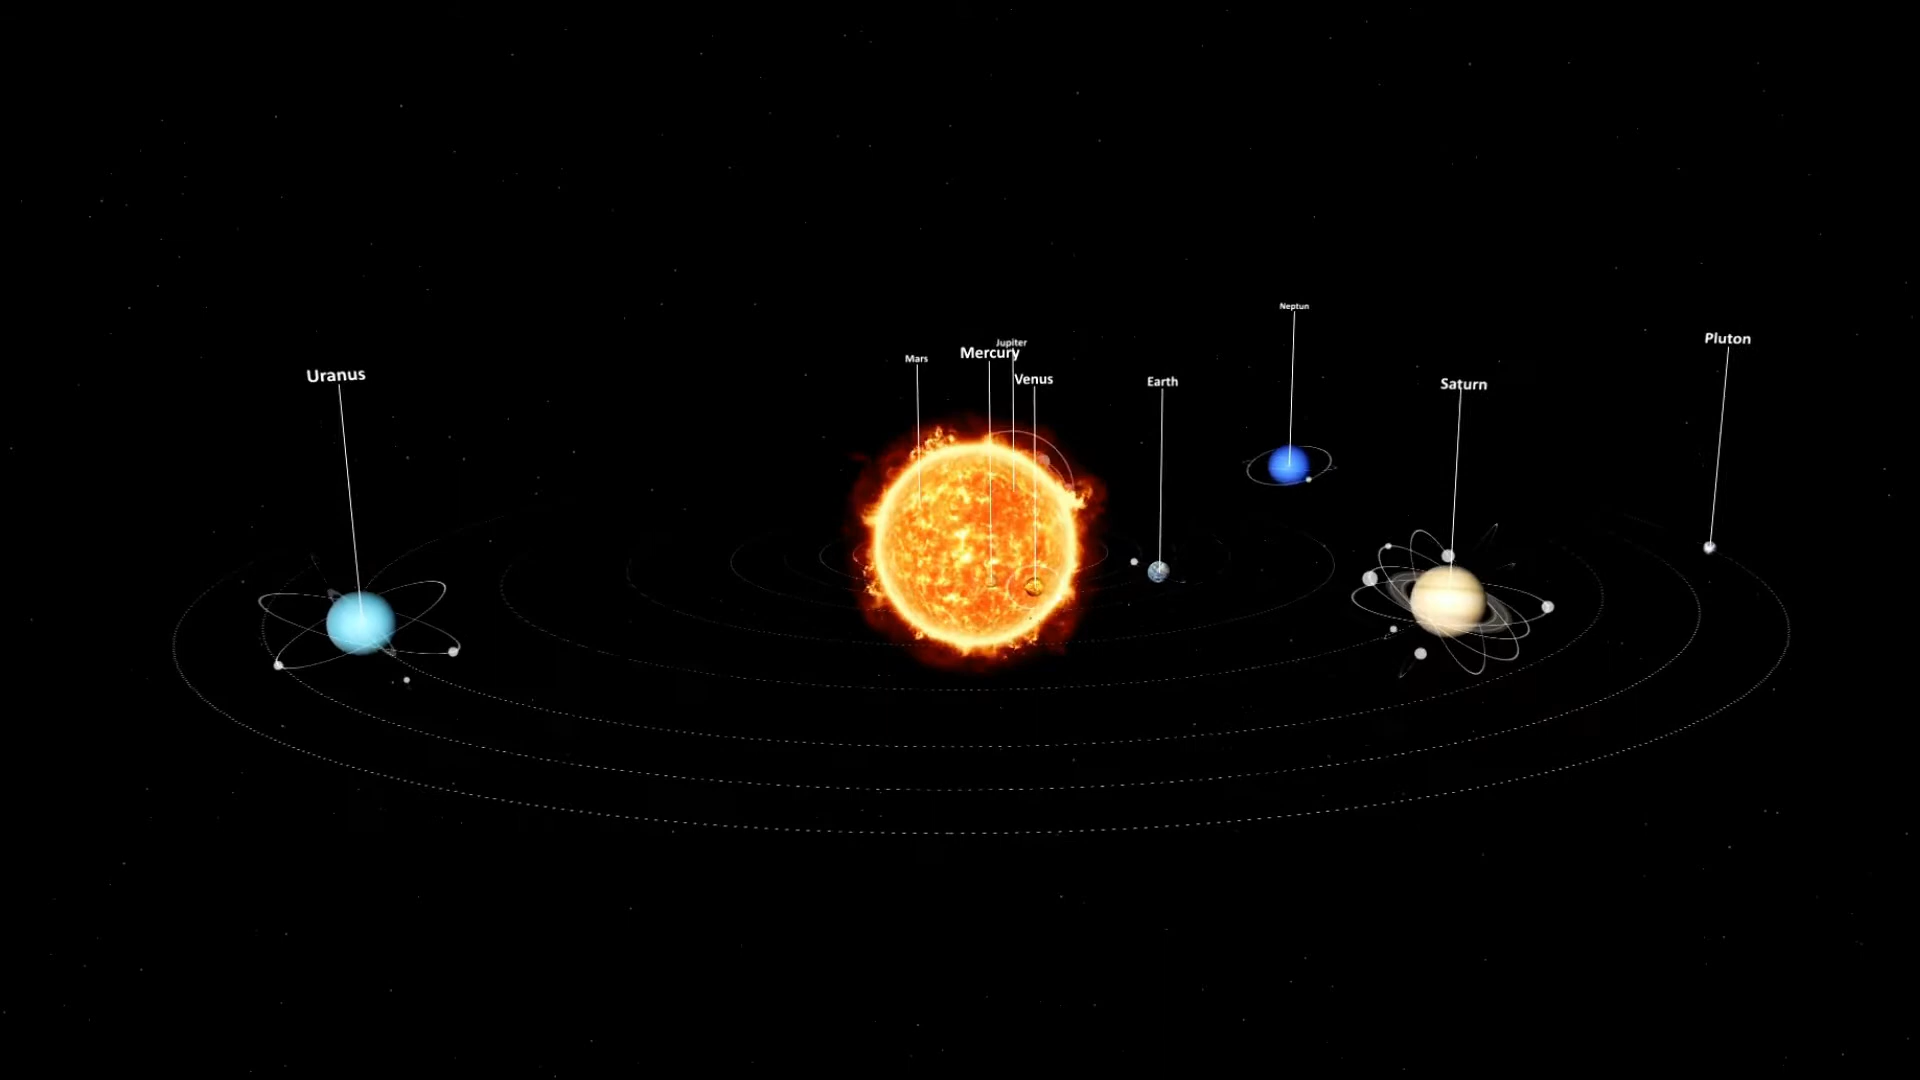 Neptun
Pluton
Jupiter
Mercury
Mars
Uranus
Venus
Earth
Saturn